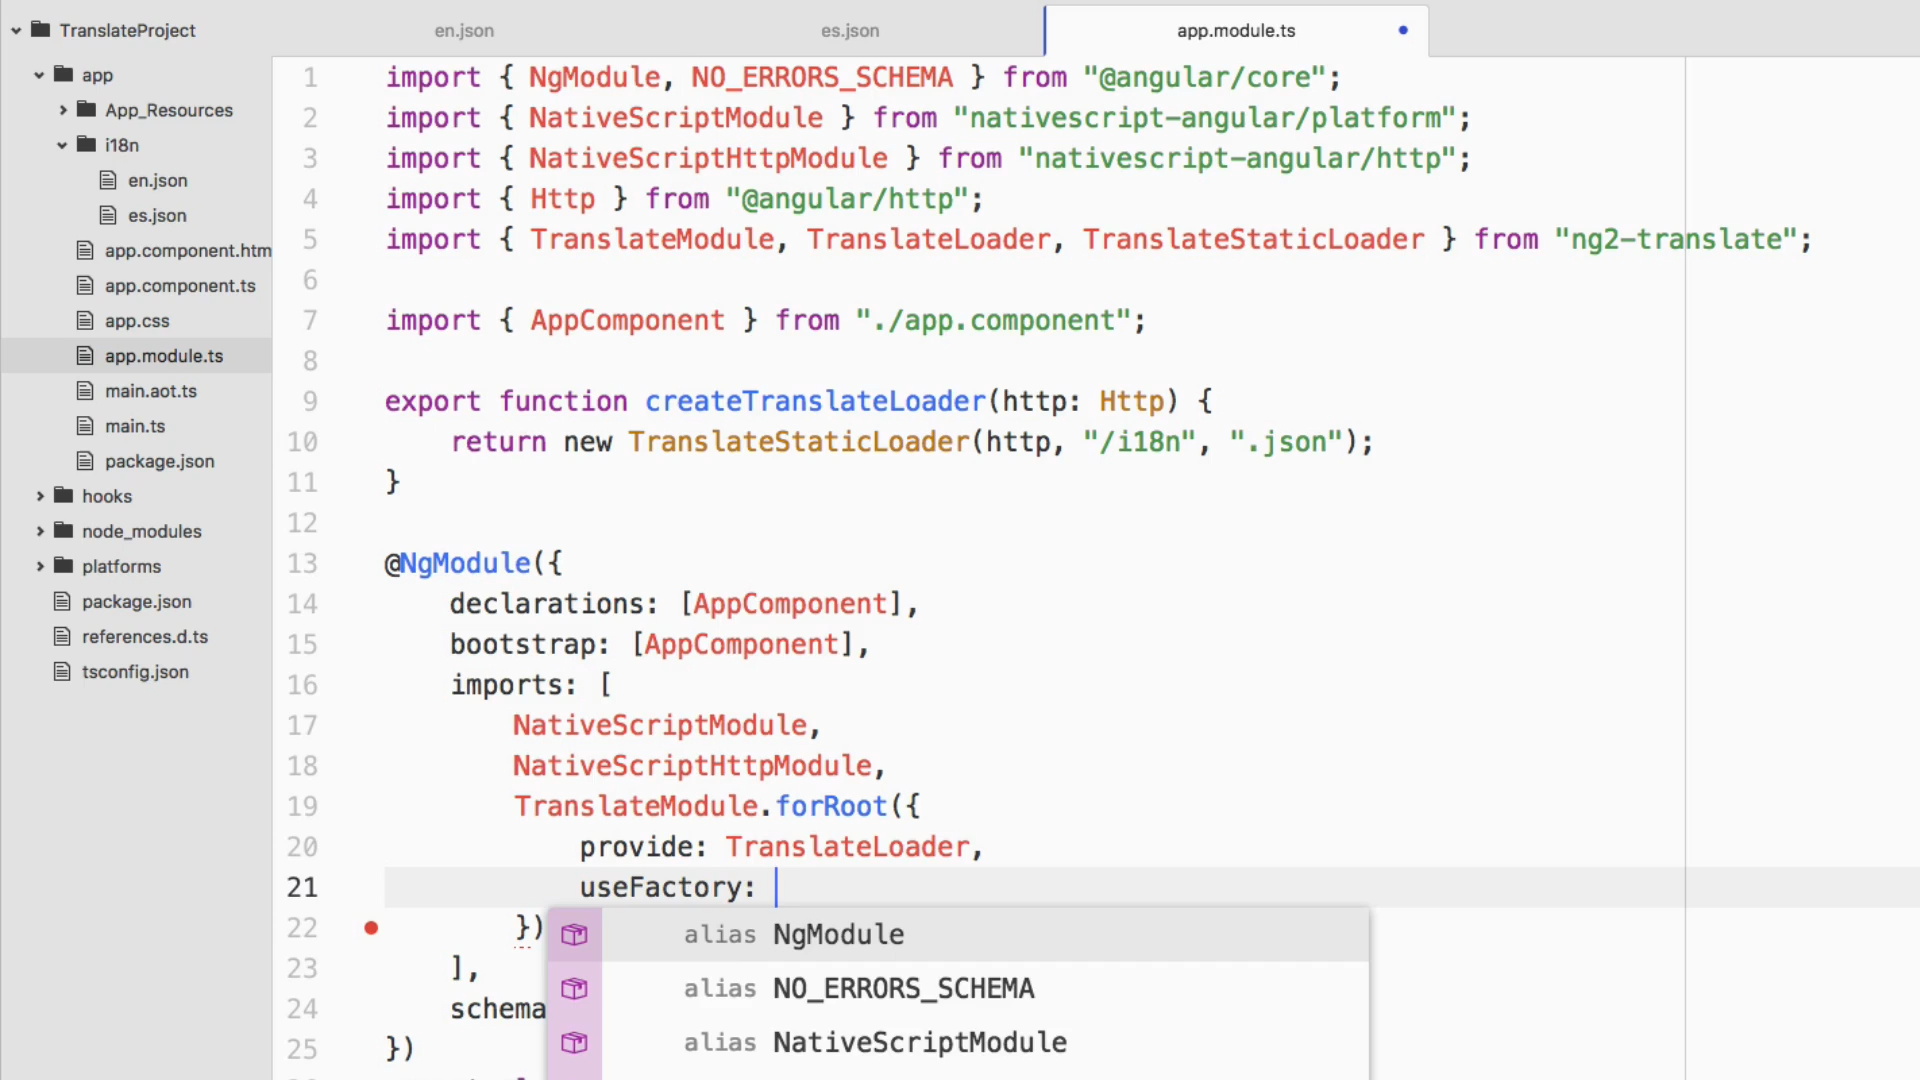 TranslateProject
app
App_Resources
i18n
en.json
es.json
app.component.htm
app.component.ts
app.css
app.module.ts
main.aot.ts
main.ts
package.json
hooks
node_modules
platforms
package.json
references.d.ts
tsconfig.json
en.json es.json app.module.ts
1 import { NgModule, NO_ERRORS_SCHEMA } from "@angular/core";
2 import { NativeScriptModule } from "nativescript-angular/platform";
3 import { NativeScriptHttpModule } from "nativescript-angular/http";
4 import { Http } from "@angular/http";
5 import { TranslateModule, TranslateLoader, TranslateStaticLoader } from "ng2-translate";
6
7 import { AppComponent } from "./app.component";
8
9 export function createTranslateLoader(http: Http) {
10 return new TranslateStaticLoader(http, "/i18n", ".json");
11 }
12
13 @NgModule({
14 declarations: [AppComponent],
15 bootstrap: [AppComponent],
16 imports: [
17 NativeScriptModule,
18 NativeScriptHttpModule,
19 TranslateModule.forRoot({
20 provide: TranslateLoader,
21 useFactory:
22 })
23 ],
24 schema
25 })
alias NgModule
alias NO_ERRORS_SCHEMA
alias NativeScriptModule